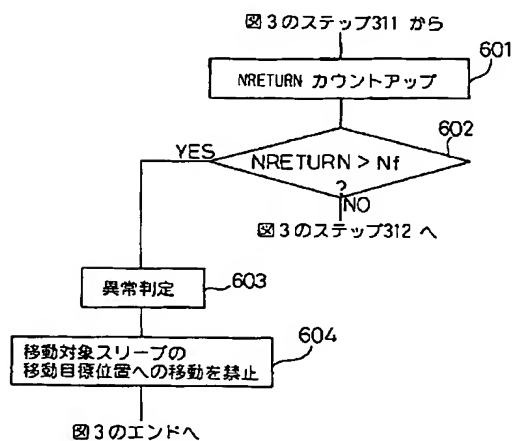 図3のステップ311 から
601
NRETURN カウントアップ
602
YES
NRETURN > Nf
?
NO
図3のステップ312 へ
異常判定
603
移動対象スリーブの
移動目標位置への移動を禁止
604
図3のエンドへ